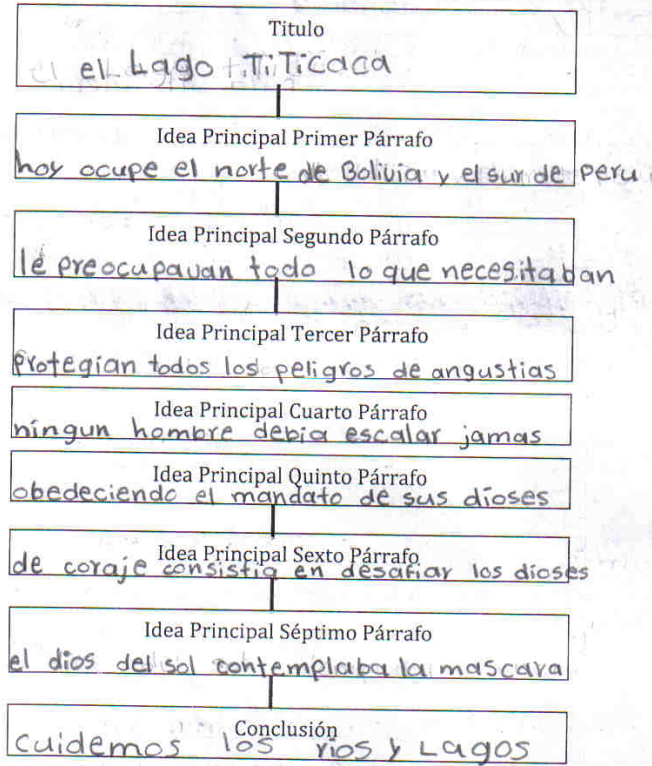 Titulo
el Lago TiTicaca
Idea Principal Primer Párrafo
hoy ocupe el norte de Bolivia y el sur de Peru
Idea Principal Segundo Párrafo
le preocupavan todo lo que necesitaban
Idea Principal Tercer Párrafo
protegian todos los peligros de angustias
Idea Principal Cuarto Párrafo
ningun hombre debia escalar jamas
Idea Principal Quinto Párrafo
obedeciendo el mandato de sus dioses
Idea Principal Sexto Párrafo
de coraje consistia en desafiar los dioses
Idea Principal Séptimo Párrafo
el dios del sol contemplaba la mascara
Conclusión
cuidemos los rios y Lagos